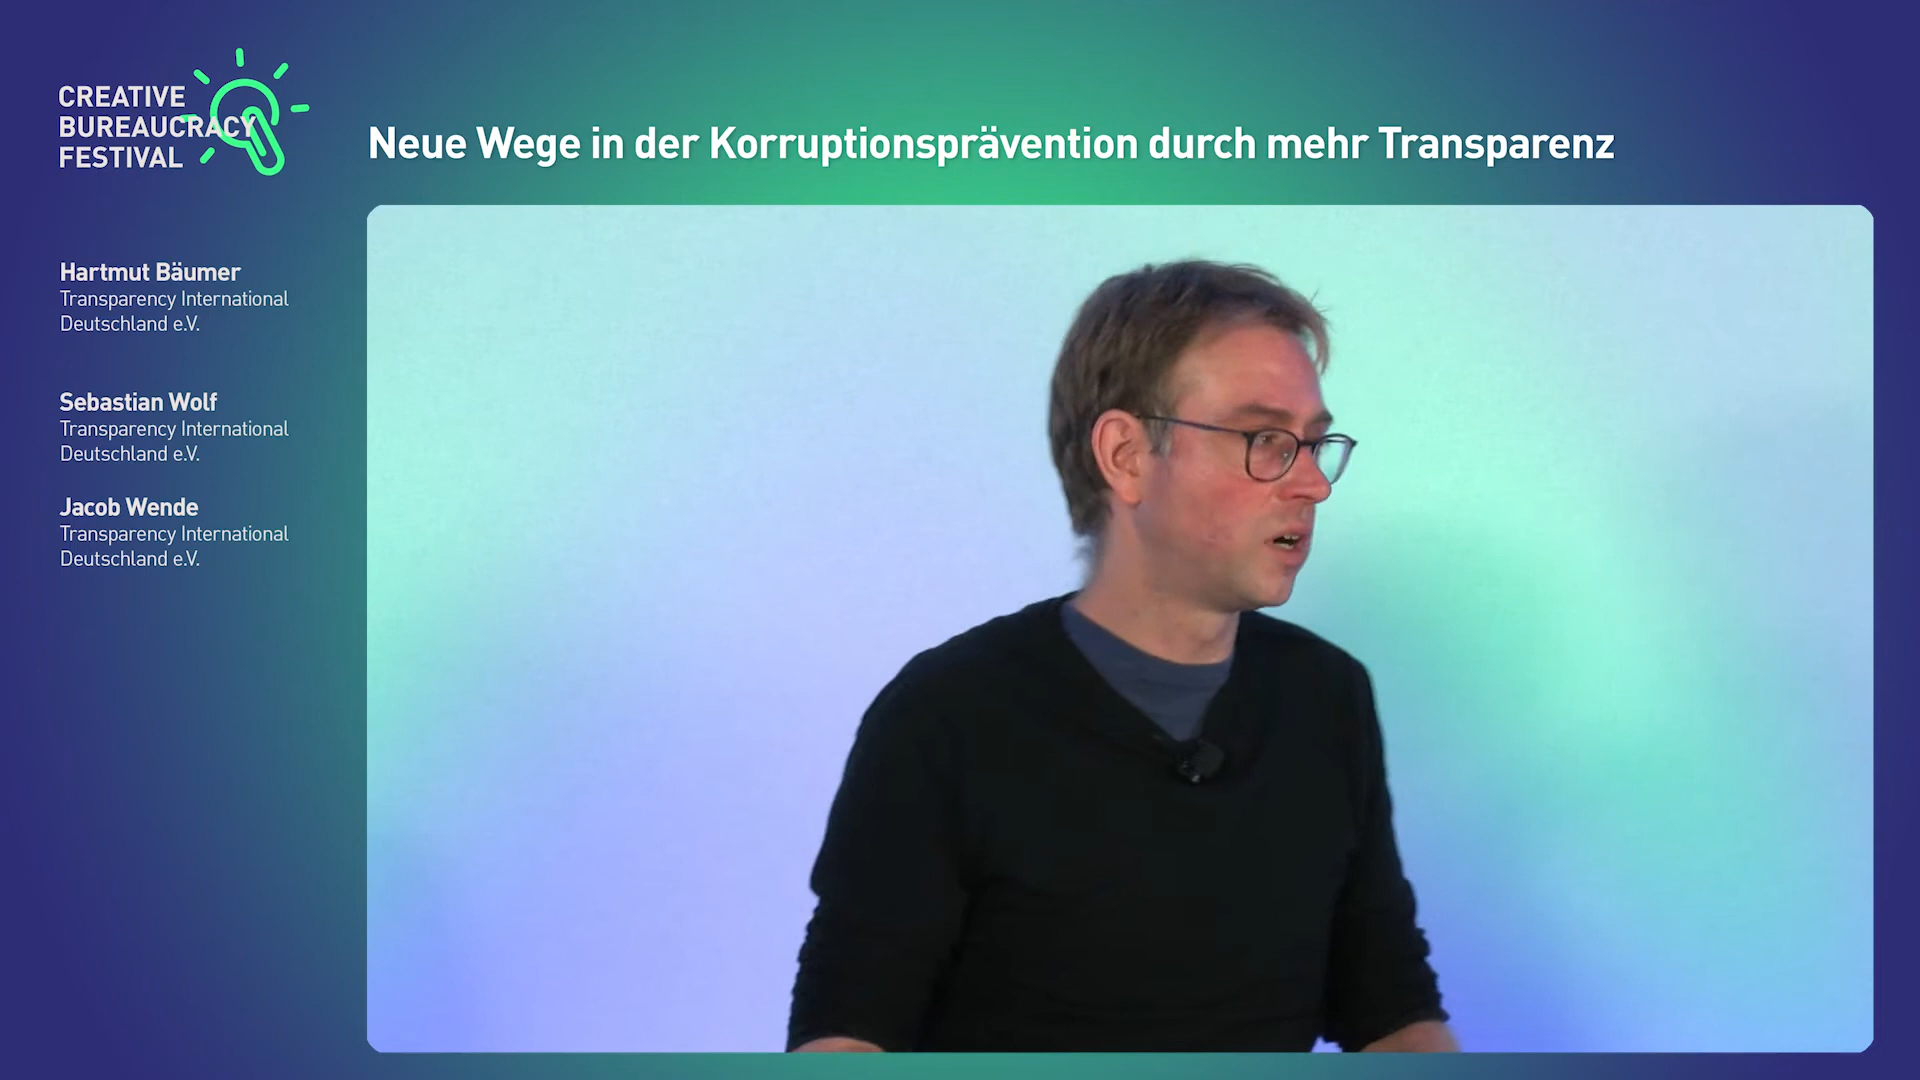 CREATIVE
BUREAUCRACY
FESTIVAL
Neue Wege in der Korruptionsprävention durch mehr Transparenz
Hartmut Bäumer
Transparency International
Deutschland e.V.
Sebastian Wolf
Transparency International
Deutschland e.V.
Jacob Wende
Transparency International
Deutschland e.V.